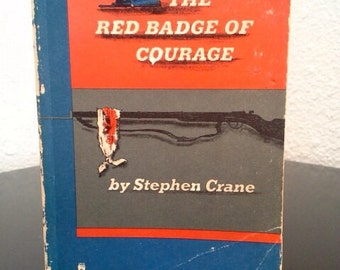 THE
RED BADGE OF
COURAGE
by Stephen Crane